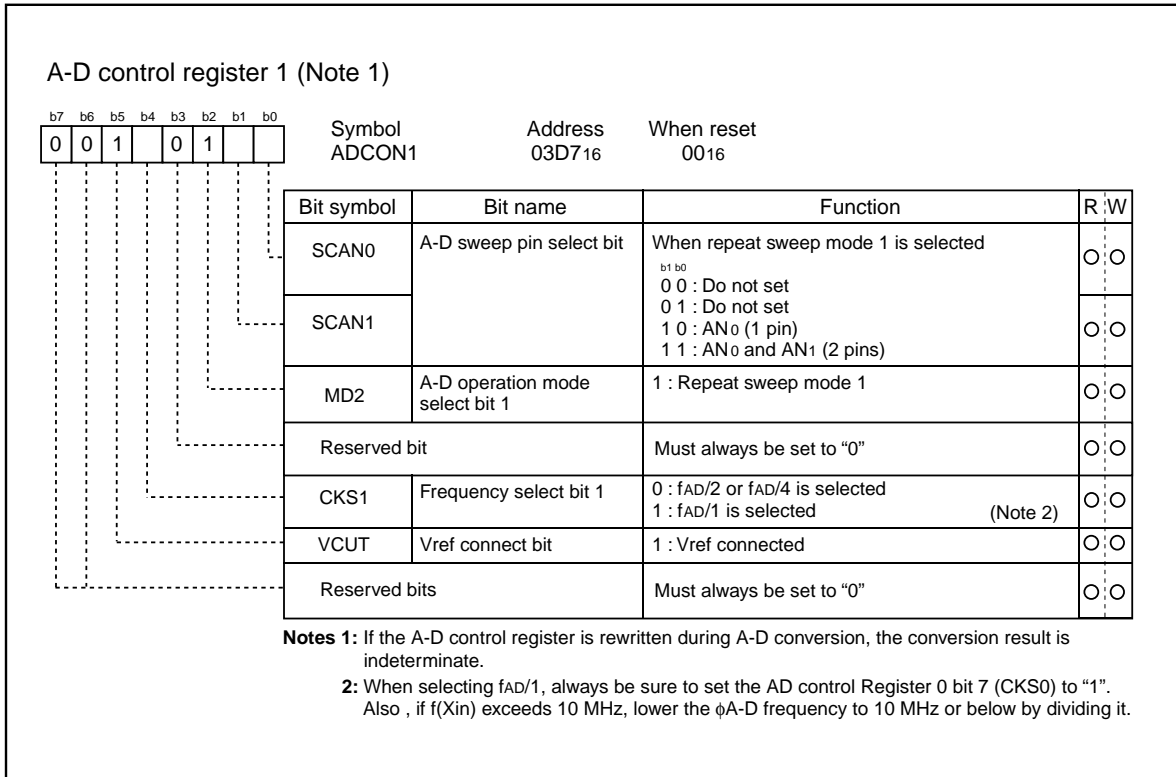 A-D control register 1 (Note 1)
b7 b6 b5 b4 b3 b2 b1 b0
0 0 1 0 1
Symbol Address When reset
ADCON1 03D716 0016
Bit symbol Bit name Function R W
SCAN0 A-D sweep pin select bit When repeat sweep mode 1 is selected
b1 b0
0 0 : Do not set
0 1 : Do not set
SCAN1 1 0 : AN0 (1 pin)
1 1 : AN0 and AN1 (2 pins)
MD2 A-D operation mode select bit 1 1 : Repeat sweep mode 1
Reserved bit Must always be set to “0”
CKS1 Frequency select bit 1 0 : fAD/2 or fAD/4 is selected
1 : fAD/1 is selected (Note 2)
VCUT Vref connect bit 1 : Vref connected
Reserved bits Must always be set to “0”
Notes 1: If the A-D control register is rewritten during A-D conversion, the conversion result is
indeterminate.
2: When selecting fAD/1, always be sure to set the AD control Register 0 bit 7 (CKS0) to “1”.
Also , if f(Xin) exceeds 10 MHz, lower the ϕA-D frequency to 10 MHz or below by dividing it.